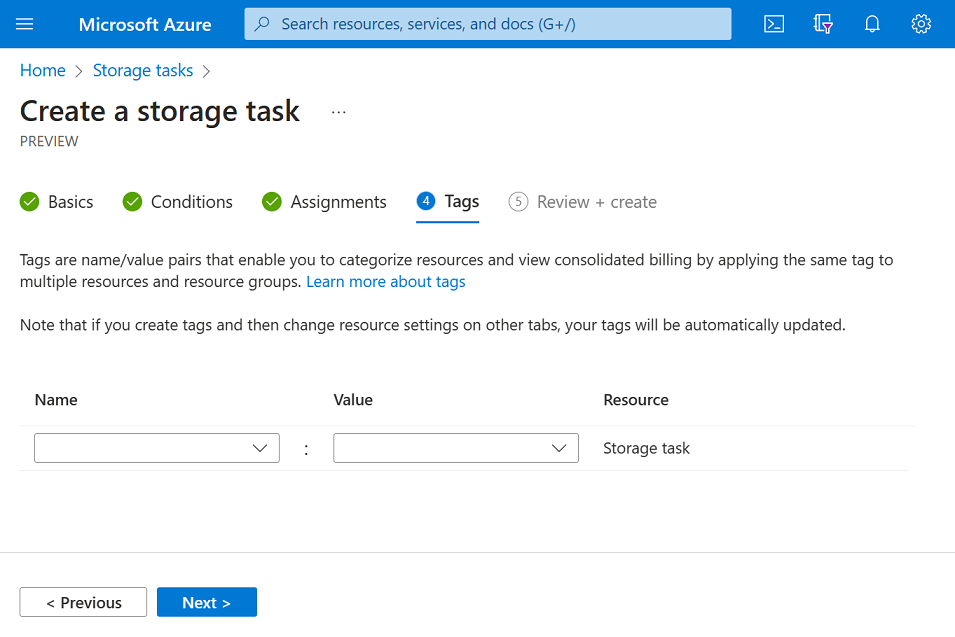 Microsoft Azure
Search resources, services, and docs (G+/)
Home > Storage tasks >
Create a storage task ...
PREVIEW
Basics Conditions Assignments 4 Tags 5 Review + create
Tags are name/value pairs that enable you to categorize resources and view consolidated billing by applying the same tag to
multiple resources and resource groups. Learn more about tags
Note that if you create tags and then change resource settings on other tabs, your tags will be automatically updated.
Name Value Resource
: Storage task
< Previous Next >